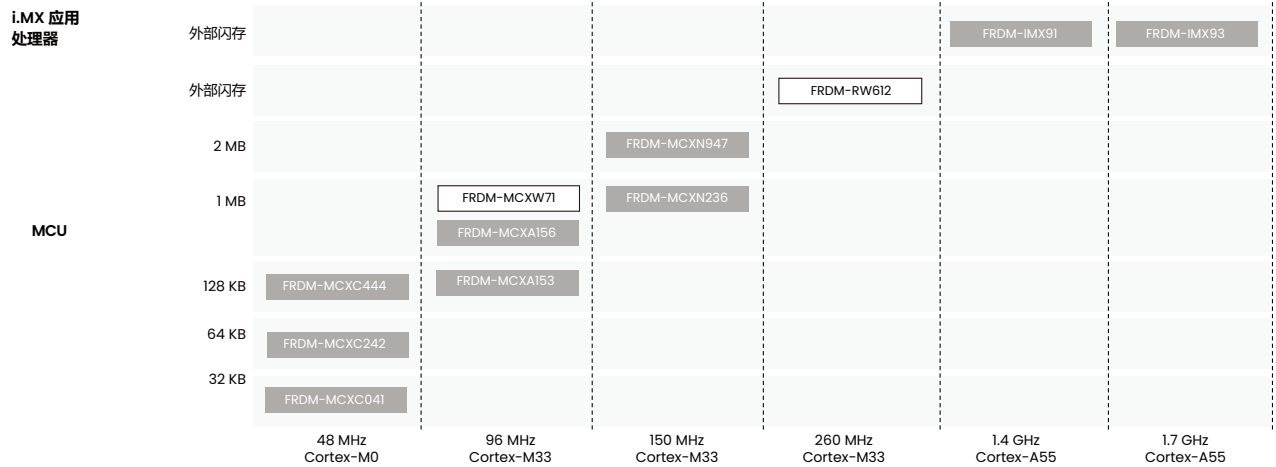 i.MX 应用
处理器
外部闪存
FRDM-IMX91
FRDM-IMX93
外部闪存
FRDM-RW612
2 MB
FRDM-MCXN947
1 MB
FRDM-MCXW71
FRDM-MCXN236
MCU
FRDM-MCXA156
128 KB
FRDM-MCXC444
FRDM-MCXA153
64 KB
FRDM-MCXC242
32 KB
FRDM-MCXC041
48 MHz
Cortex-M0
96 MHz
Cortex-M33
150 MHz
Cortex-M33
260 MHz
Cortex-M33
1.4 GHz
Cortex-A55
1.7 GHz
Cortex-A55